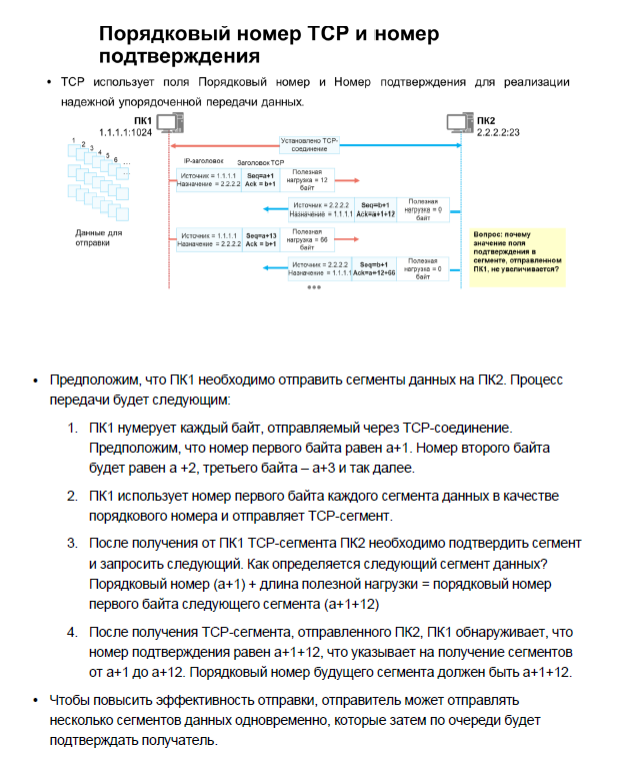 Порядковый номер TCP и номер
подтверждения
• TCP использует поля Порядковый номер и Номер подтверждения для реализации
надежной упорядоченной передачи данных.
ПК1
1.1.1.1:1024
ПК2
2.2.2.2:23
Установлено TCP-
соединение
1 2 3 4 5 6 ...
Данные для
отправки
IP-заголовок Заголовок TCP
Источник = 1.1.1.1
Назначение = 2.2.2.2
Seq=a+1
Ack = b+1
Полезная
нагрузка = 12
байт
Источник = 2.2.2.2
Назначение = 1.1.1.1
Seq=b+1
Ack=a+1+12
Полезная
нагрузка = 0
байт
Источник = 1.1.1.1
Назначение = 2.2.2.2
Seq=a+13
Ack = b+1
Полезная
нагрузка = 66
байт
Источник = 2.2.2.2
Назначение = 1.1.1.1
Seq=b+1
Ack=a+12+66
Полезная
нагрузка = 0
байт
Вопрос: почему
значение поля
подтверждения в
сегменте, отправленном
ПК1, не увеличивается?
• Предположим, что ПК1 необходимо отправить сегменты данных на ПК2. Процесс
передачи будет следующим:
1. ПК1 нумерует каждый байт, отправляемый через TCP-соединение.
Предположим, что номер первого байта равен a+1. Номер второго байта
будет равен a +2, третьего байта – a+3 и так далее.
2. ПК1 использует номер первого байта каждого сегмента данных в качестве
порядкового номера и отправляет TCP-сегмент.
3. После получения от ПК1 TCP-сегмента ПК2 необходимо подтвердить сегмент
и запросить следующий. Как определяется следующий сегмент данных?
Порядковый номер (a+1) + длина полезной нагрузки = порядковый номер
первого байта следующего сегмента (a+1+12)
4. После получения TCP-сегмента, отправленного ПК2, ПК1 обнаруживает, что
номер подтверждения равен a+1+12, что указывает на получение сегментов
от a+1 до a+12. Порядковый номер будущего сегмента должен быть a+1+12.
• Чтобы повысить эффективность отправки, отправитель может отправлять
несколько сегментов данных одновременно, которые затем по очереди будет
подтверждать получатель.